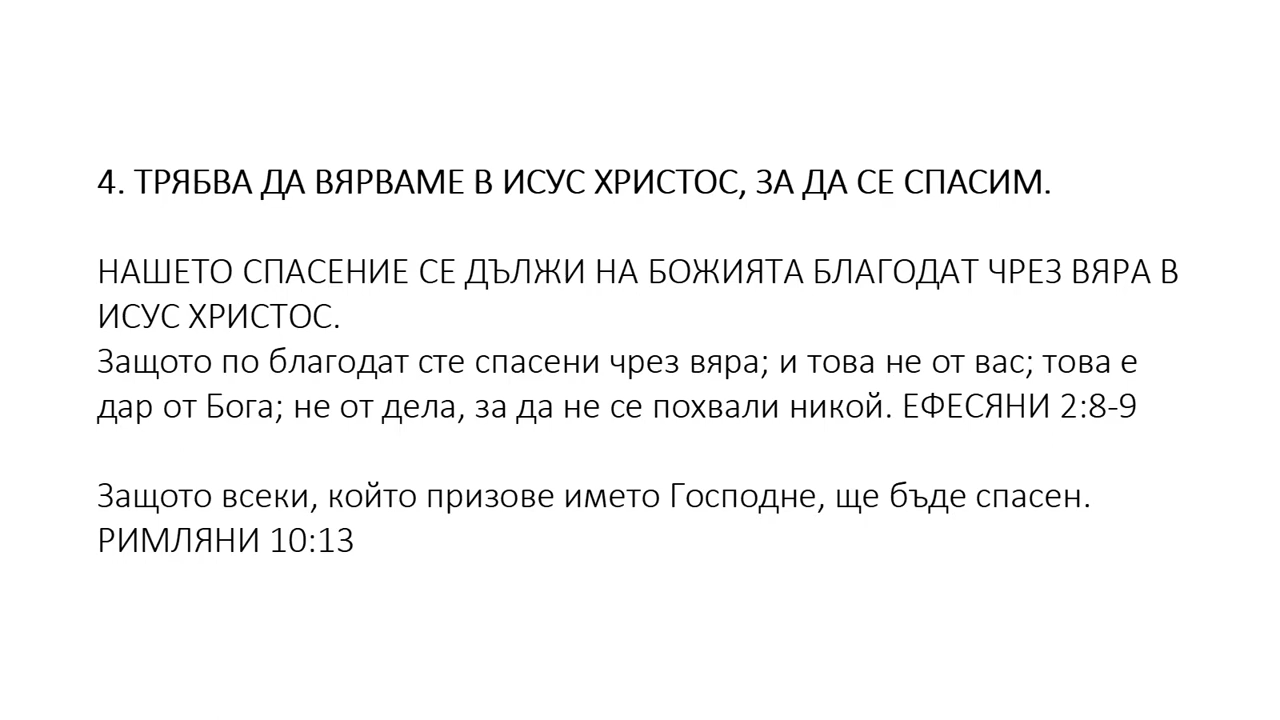 4. ТРЯБВА ДА ВЯРВАМЕ В ИСУС ХРИСТОС, ЗА ДА СЕ СПАСИМ.
НАШЕТО СПАСЕНИЕ СЕ ДЪЛЖИ НА БОЖИЯТА БЛАГОДАТ ЧРЕЗ ВЯРА В
ИСУС ХРИСТОС.
Защото по благодат сте спасени чрез вяра; и това не от вас; това е
дар от Бога; не от дела, за да не се похвали никой. ЕФЕСЯНИ 2:8-9
Защото всеки, който призове името Господне, ще бъде спасен.
РИМЛЯНИ 10:13